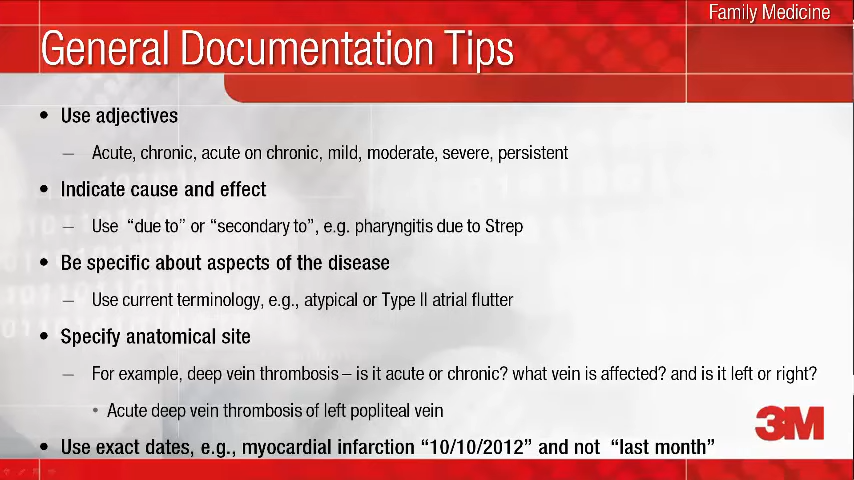 Family Medicine
General Documentation Tips
• Use adjectives
– Acute, chronic, acute on chronic, mild, moderate, severe, persistent
• Indicate cause and effect
– Use “due to” or “secondary to”, e.g. pharyngitis due to Strep
• Be specific about aspects of the disease
– Use current terminology, e.g., atypical or Type II atrial flutter
• Specify anatomical site
– For example, deep vein thrombosis – is it acute or chronic? what vein is affected? and is it left or right?
• Acute deep vein thrombosis of left popliteal vein
3M
• Use exact dates, e.g., myocardial infarction “10/10/2012” and not “last month”